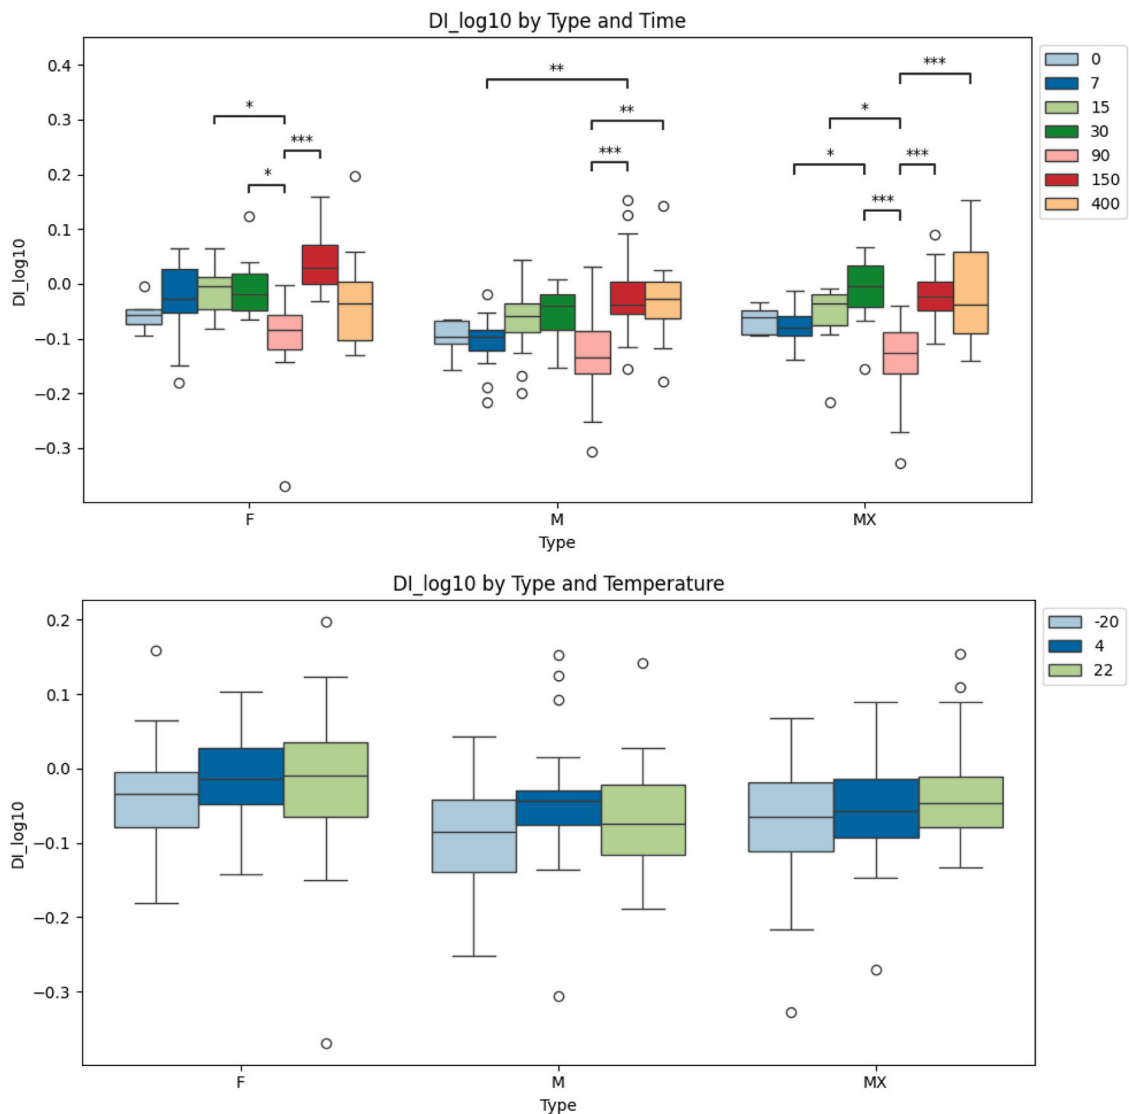 DI_log10 by Type and Time
0.4
0.3
0.2
0.1
0.0
−0.1
−0.2
−0.3
DI_log10
*
*
***
**
**
***
***
*
*
***
***
F
M
MX
Type
0
7
15
30
90
150
400
DI_log10 by Type and Temperature
0.2
0.1
0.0
−0.1
−0.2
−0.3
DI_log10
F
M
MX
Type
-20
4
22